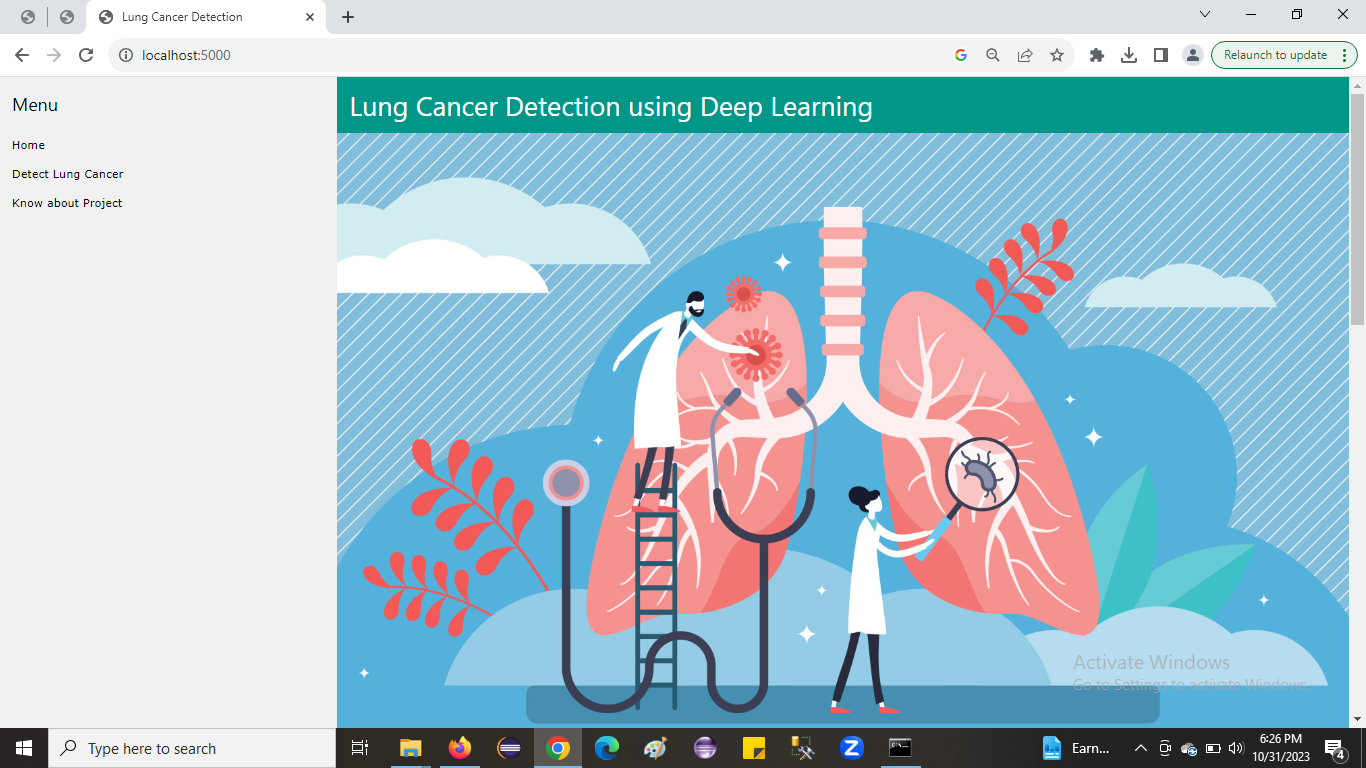 Lung Cancer Detection
localhost:5000
Relaunch to update
Menu
Home
Detect Lung Cancer
Know about Project
Lung Cancer Detection using Deep Learning
Activate Windows
Go to Settings to activate Windows.
Type here to search
Earn...
6:26 PM
10/31/2023
4